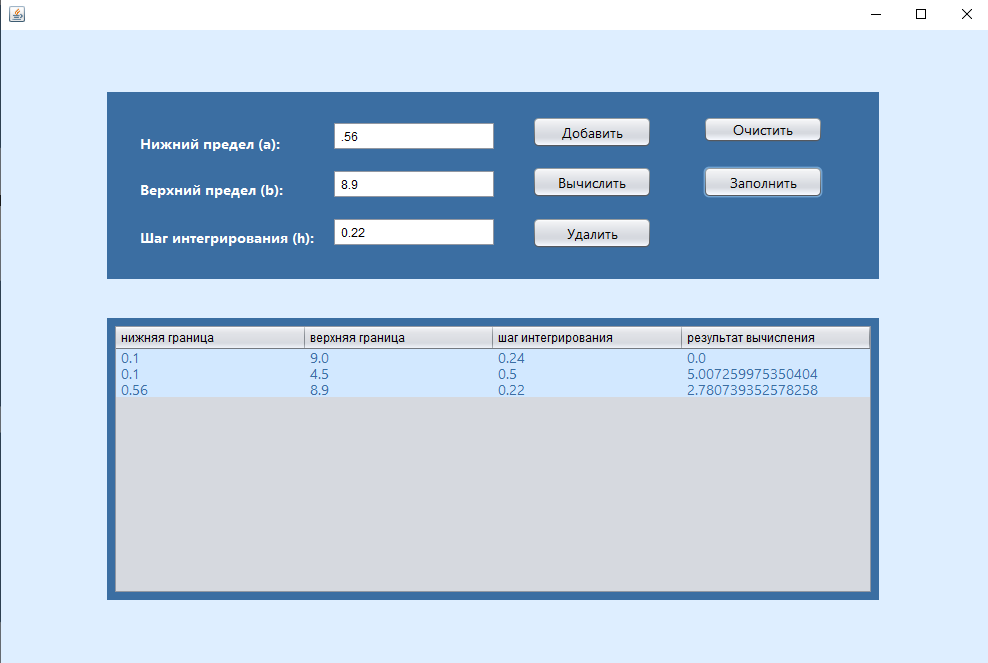 Нижний предел (a): .56 Добавить Очистить
Верхний предел (b): 8.9 Вычислить Заполнить
Шаг интегрирования (h): 0.22 Удалить
нижняя граница верхняя граница шаг интегрирования результат вычисления
0.1 9.0 0.24 0.0
0.1 4.5 0.5 5.007259975350404
0.56 8.9 0.22 2.780739352578258